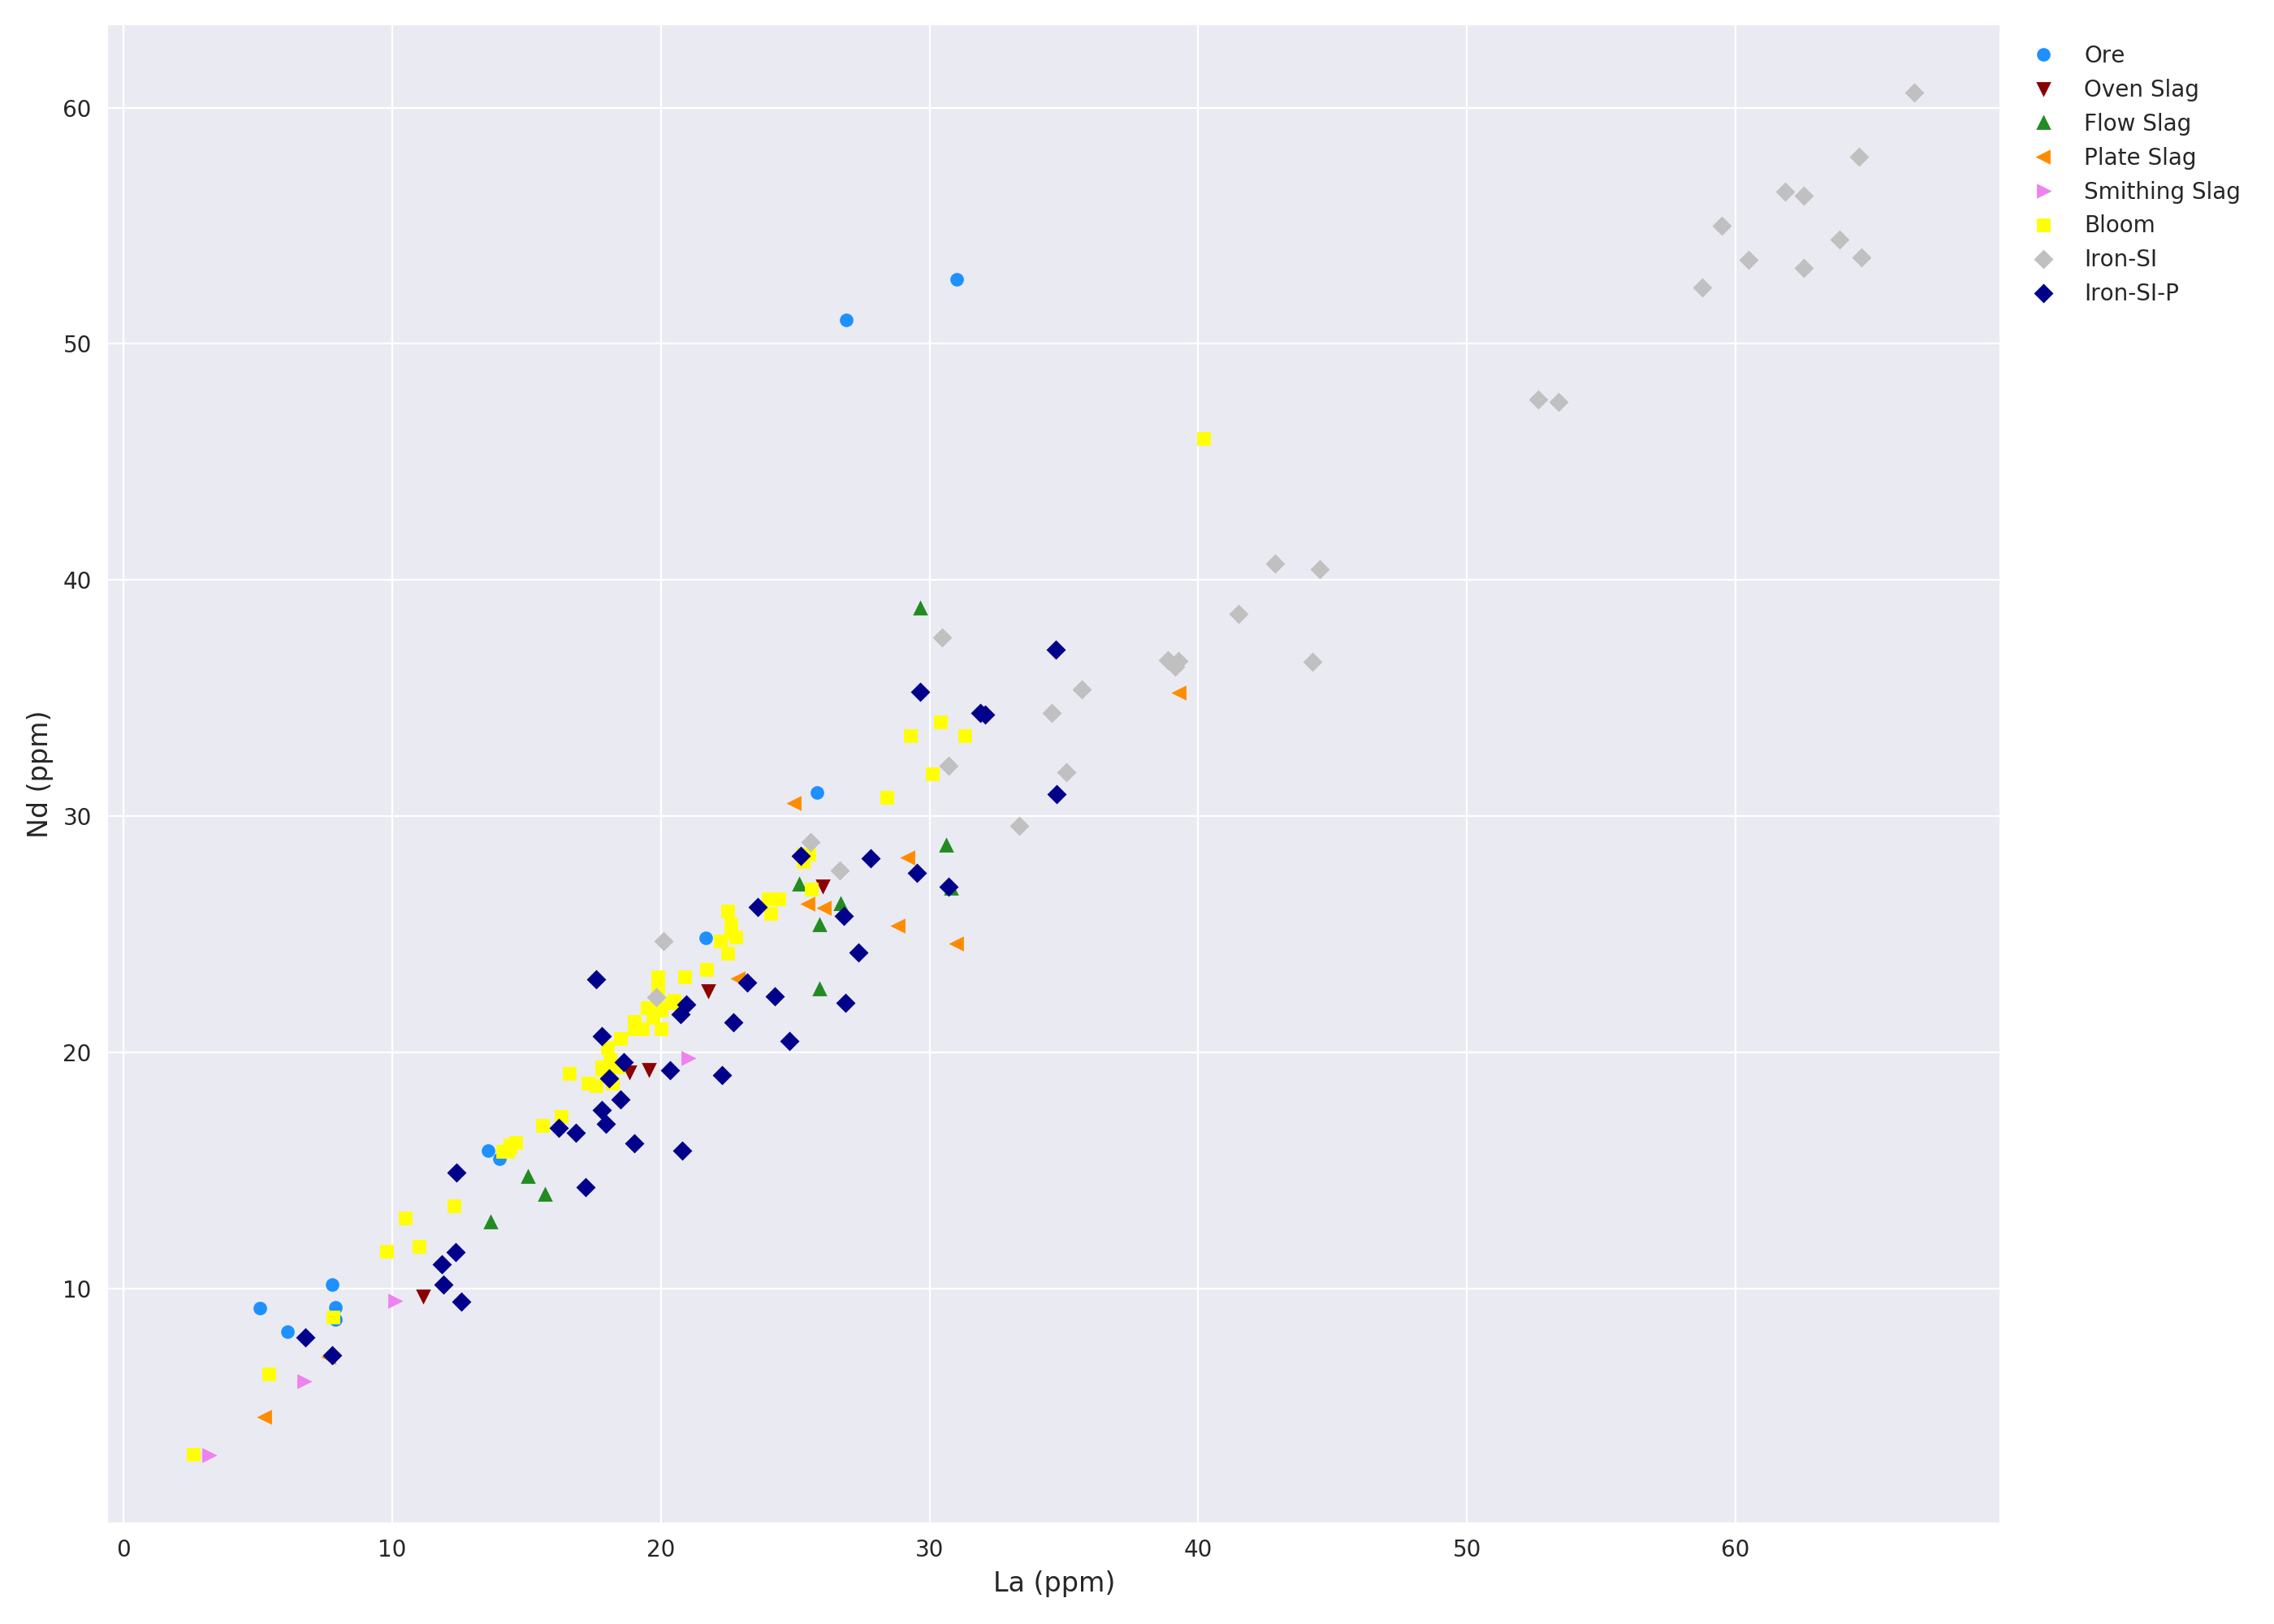 Ore
Oven Slag
Flow Slag
Plate Slag
Smithing Slag
Bloom
Iron-SI
Iron-SI-P
60
50
40
30
20
10
Nd (ppm)
0 10 20 30 40 50 60
La (ppm)